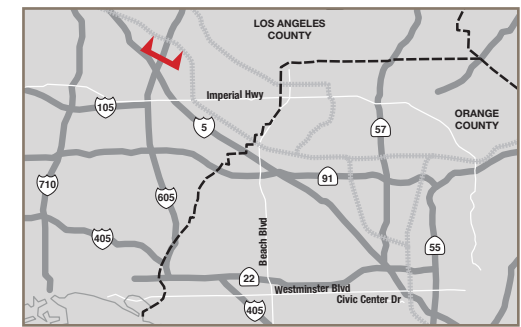 LOS ANGELES
COUNTY
Imperial Hwy
105
5
57
ORANGE
COUNTY
91
710
605
405
Beach Blvd
55
22
Westminster Blvd
Civic Center Dr
405